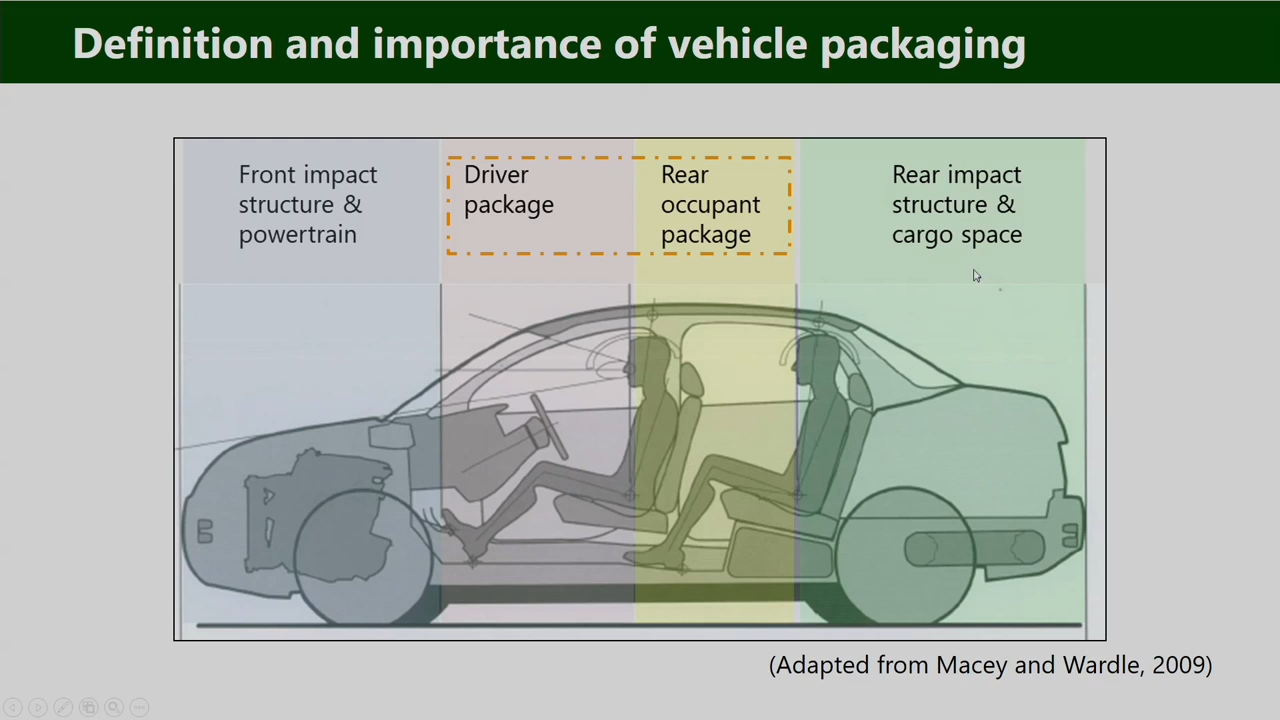 Definition and importance of vehicle packaging
Front impact
structure &
powertrain
Driver
package
Rear
occupant
package
Rear impact
structure &
cargo space
(Adapted from Macey and Wardle, 2009)